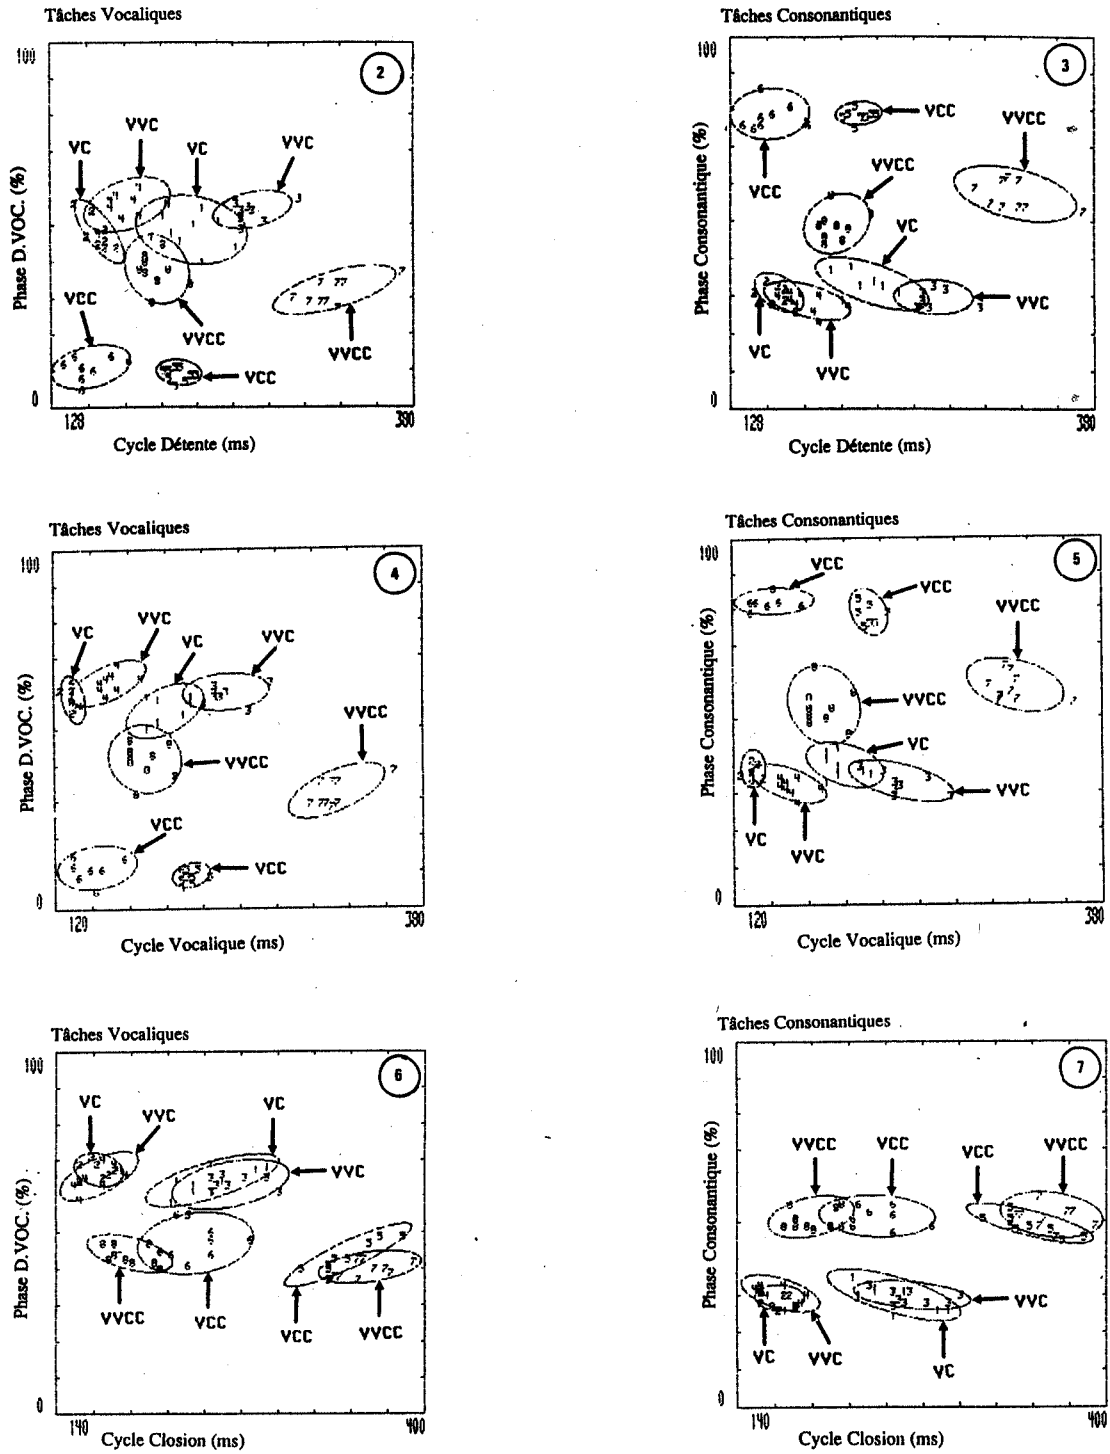 Tâches Vocaliques
100
2
VVC
VC
VC
VVC
Phase D.VOC. (%)
VCC
VVCC
VVCC
VCC
0
128
380
Cycle Détente (ms)
Tâches Consonantiques
100
3
VCC
VVCC
VCC
VVCC
VC
Phase Consonantique (%)
VVC
VC
VVC
0
128
380
Cycle Détente (ms)
Tâches Vocaliques
100
4
VVC
VC
VC
VVC
VVCC
Phase D.VOC. (%)
VVCC
VCC
VCC
0
120
380
Cycle Vocalique (ms)
Tâches Consonantiques
100
5
VCC
VCC
VVCC
VVCC
Phase Consonantique (%)
VC
VVC
VC
VVC
0
120
380
Cycle Vocalique (ms)
Tâches Vocaliques
100
6
VC
VVC
VC
VVC
Phase D.VOC. (%)
VVCC
VCC
VCC
VVCC
0
140
400
Cycle Closion (ms)
Tâches Consonantiques
100
7
VVCC
VCC
VCC
VVCC
Phase Consonantique (%)
VVC
VC
VVC
VC
0
140
400
Cycle Closion (ms)